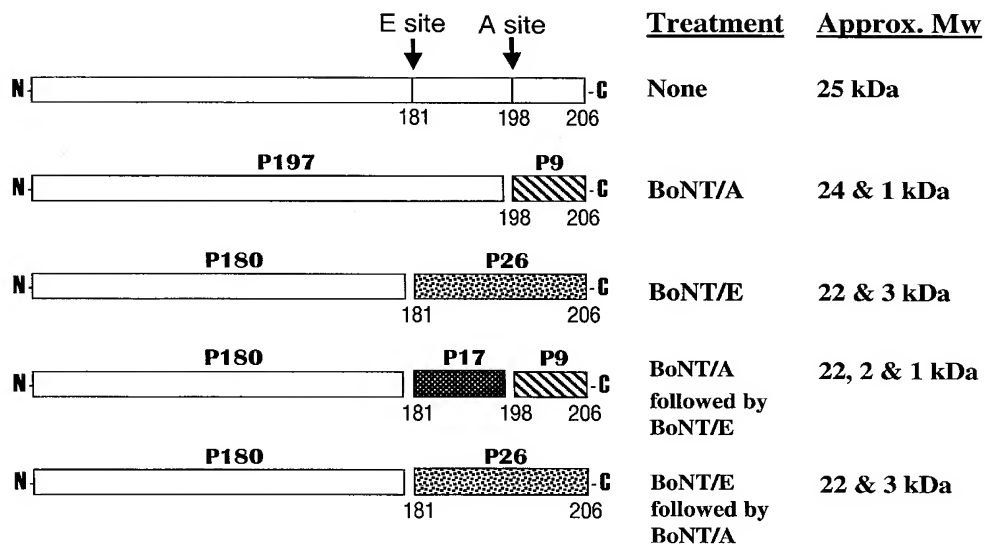 E site A site Treatment Approx. Mw
N C None 25 kDa
181 198 206
P197 P9
N C BoNT/A 24 & 1 kDa
198 206
P180 P26
N C BoNT/E 22 & 3 kDa
181 206
P180 P17 P9
N C BoNT/A 22, 2 & 1 kDa
followed by
181 198 206
BoNT/E
P180 P26
N C BoNT/E 22 & 3 kDa
followed by
181 206
BoNT/A